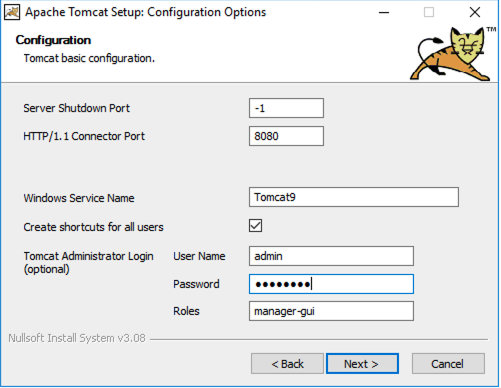 Apache Tomcat Setup: Configuration Options
Configuration
Tomcat basic configuration.
TM
Server Shutdown Port -1
HTTP/1.1 Connector Port 8080
Windows Service Name Tomcat9
Create shortcuts for all users
Tomcat Administrator Login User Name admin
(optional)
Password ●●●●●●●●
Roles manager-gui
Nullsoft Install System v3.08
< Back Next > Cancel